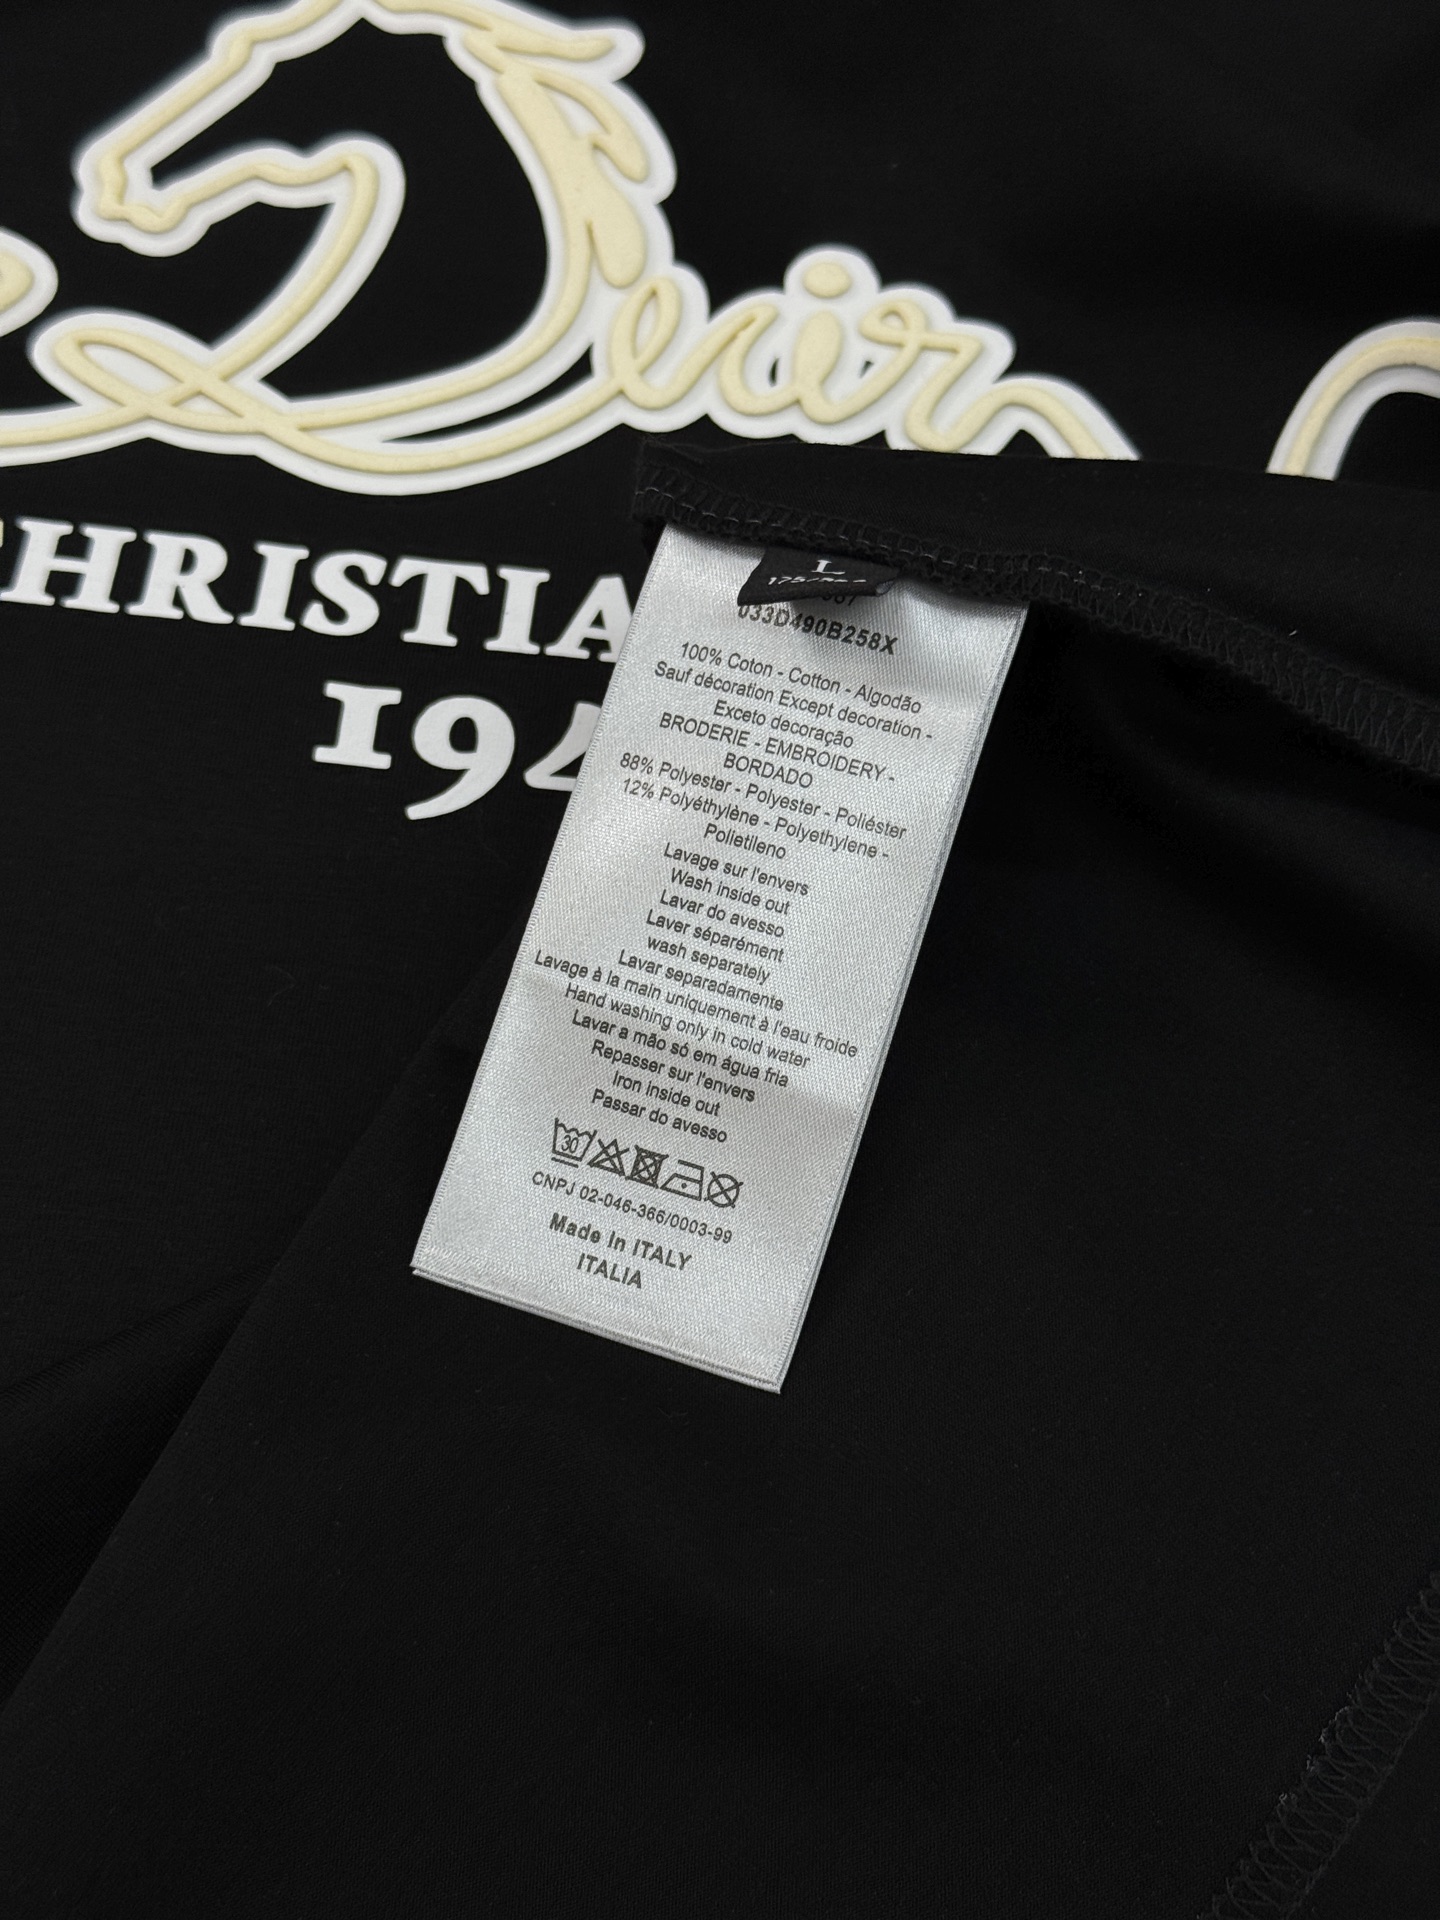 Deuir
CHRISTIA
194
L
033D490B258X
100% Coton - Cotton - Algodão
Sauf décoration Except decoration -
Exceto decoração
BRODERIE - EMBROIDERY -
BORDADO
88% Polyester - Polyester - Poliéster
12% Polyéthylène - Polyethylene -
Polietileno
Lavage sur l'envers
Wash inside out
Lavar do avesso
Laver séparément
wash separately
Lavar separadamente
Lavage à la main uniquement à l'eau froide
Hand washing only in cold water
Lavar a mão só em água fria
Repasser sur l'envers
Iron inside out
Passar do avesso
30
CNPJ 02-046-366/0003-99
Made In ITALY
ITALIA